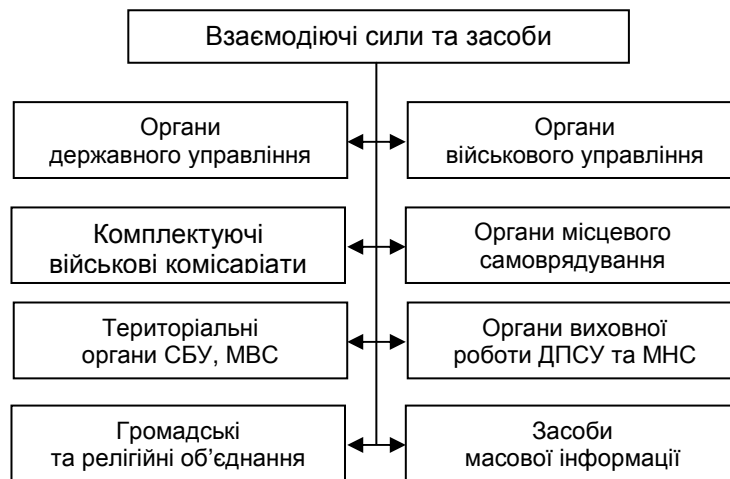 Взаємодіючі сили та засоби
Органи
державного управління
Органи
військового управління
Комплектуючі
військові комісаріати
Органи місцевого
самоврядування
Територіальні
органи СБУ, МВС
Органи виховної
роботи ДПСУ та МНС
Громадські
та релігійні об’єднання
Засоби
масової інформації